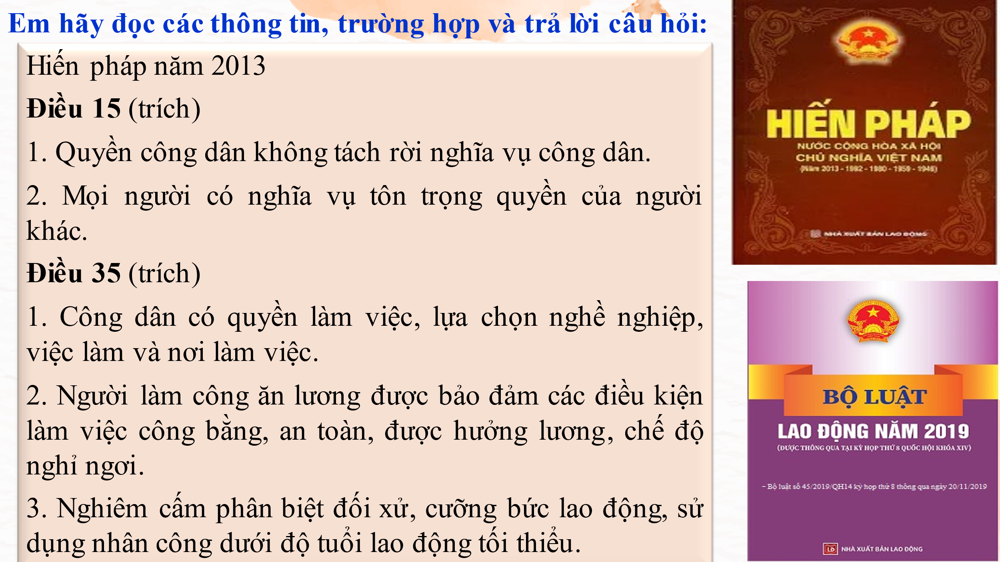 Em hãy đọc các thông tin, trường hợp và trả lời câu hỏi:
Hiến pháp năm 2013
Điều 15 (trích)
1. Quyền công dân không tách rời nghĩa vụ công dân.
2. Mọi người có nghĩa vụ tôn trọng quyền của người
khác.
Điều 35 (trích)
1. Công dân có quyền làm việc, lựa chọn nghề nghiệp,
việc làm và nơi làm việc.
2. Người làm công ăn lương được bảo đảm các điều kiện
làm việc công bằng, an toàn, được hưởng lương, chế độ
nghỉ ngơi.
3. Nghiêm cấm phân biệt đối xử, cưỡng bức lao động, sử
dụng nhân công dưới độ tuổi lao động tối thiểu.
HIẾN PHÁP
NƯỚC CỘNG HÒA XÃ HỘI
CHỦ NGHĨA VIỆT NAM
(Năm 2013 - 1992 - 1980 - 1959 - 1946)
NHÀ XUẤT BẢN LAO ĐỘNG
BỘ LUẬT
LAO ĐỘNG NĂM 2019
(ĐƯỢC THÔNG QUA TẠI KỲ HỌP THỨ 8 QUỐC HỘI KHÓA XIV)
- Bộ luật số 45/2019/QH14 kỳ họp thứ 8 thông qua ngày 20/11/2019
LĐ NHÀ XUẤT BẢN LAO ĐỘNG